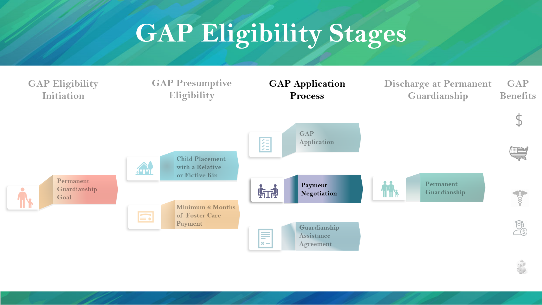 GAP Eligibility Stages
GAP Eligibility
Initiation
GAP Presumptive
Eligibility
GAP Application
Process
Discharge at Permanent
Guardianship
GAP
Benefits
Permanent
Guardianship
Goal
Child Placement
with a Relative
or Fictive Kin
Minimum 6 Months
of Foster Care
Payment
GAP
Application
Payment
Negotiation
Guardianship
Assistance
Agreement
Permanent
Guardianship
$